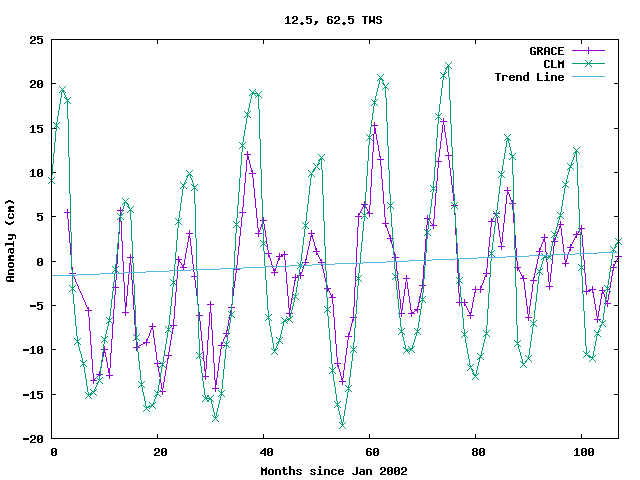 12.5, 62.5 TWS
GRACE
CLM
Trend Line
25
20
15
10
5
0
-5
-10
-15
-20
Anomaly (cm)
0 20 40 60 80 100
Months since Jan 2002